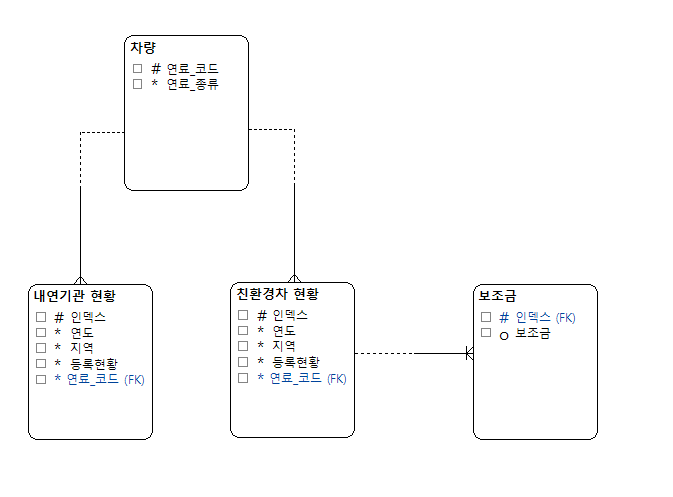 차량
# 연료_코드
* 연료_종류
내연기관 현황
# 인덱스
* 연도
* 지역
* 등록현황
* 연료_코드 (FK)
친환경차 현황
# 인덱스
* 연도
* 지역
* 등록현황
* 연료_코드 (FK)
보조금
# 인덱스 (FK)
o 보조금